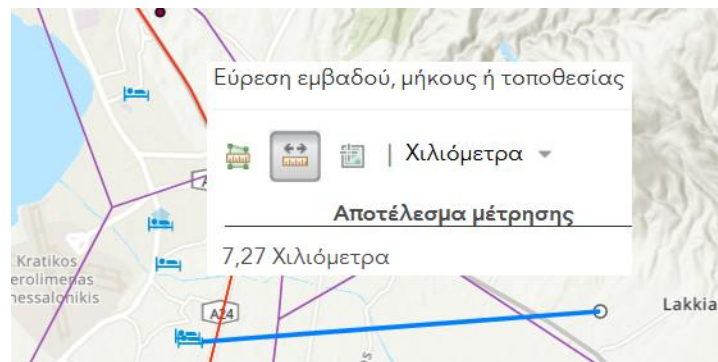 Εύρεση εμβαδού, μήκους ή τοποθεσίας
| Χιλιόμετρα
Αποτέλεσμα μέτρησης
7,27 Χιλιόμετρα
Kratikos
erolimenas
hessalonikis
A24
Lakkia